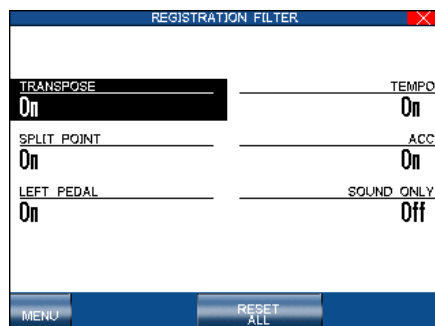 REGISTRATION FILTER
TRANSPOSE
On
TEMPO
On
SPLIT POINT
On
ACC
On
LEFT PEDAL
On
SOUND ONLY
Off
MENU
RESET
ALL